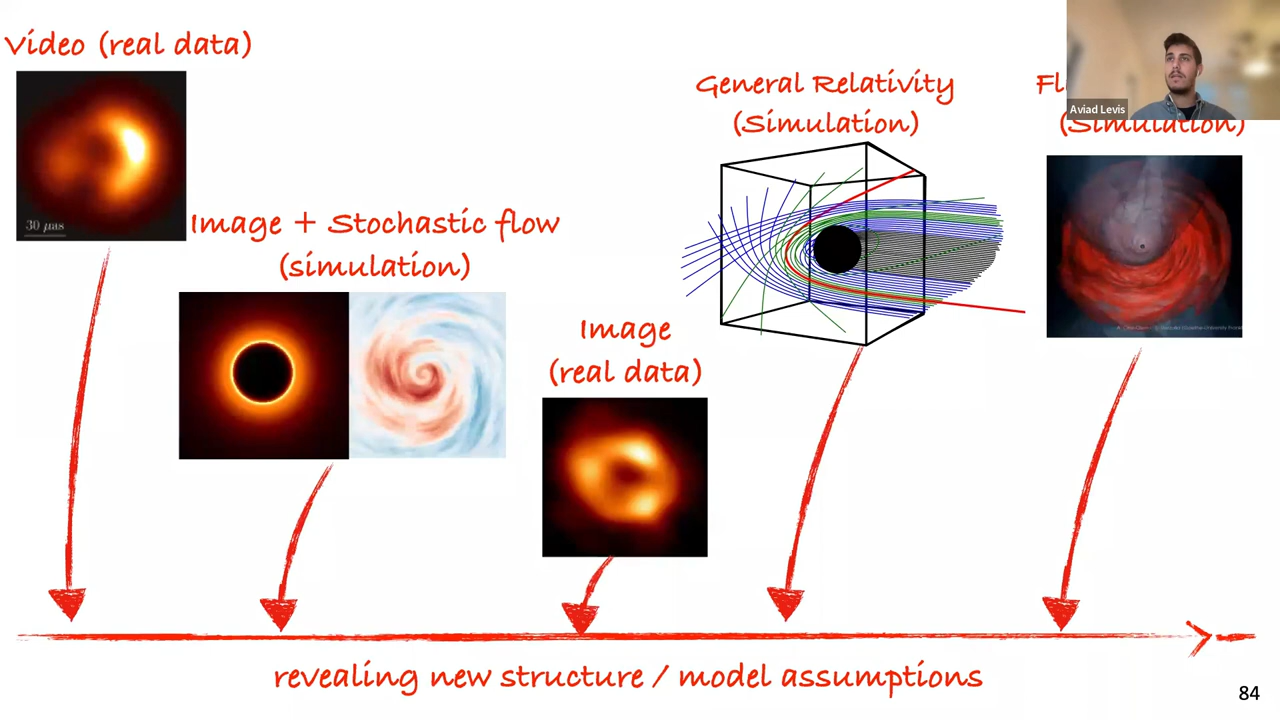 Video (real data)
30 μas
Image + Stochastic flow
(simulation)
Image
(real data)
General Relativity
(Simulation)
(Simulation)
Aviad Levis
revealing new structure / model assumptions
84